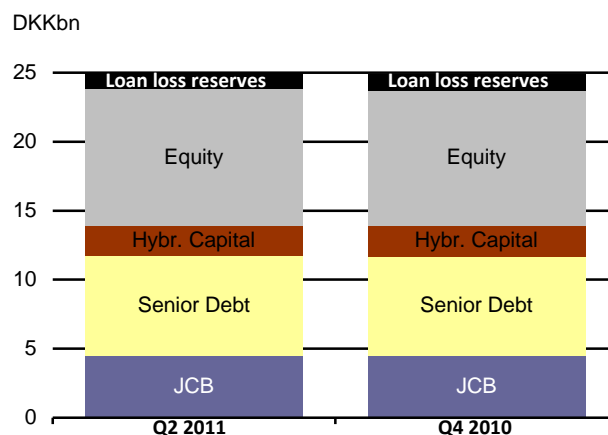 DKKbn
25
Loan loss reserves Loan loss reserves
20
Equity Equity
15
Hybr. Capital Hybr. Capital
10
Senior Debt Senior Debt
5
JCB JCB
0
Q2 2011 Q4 2010